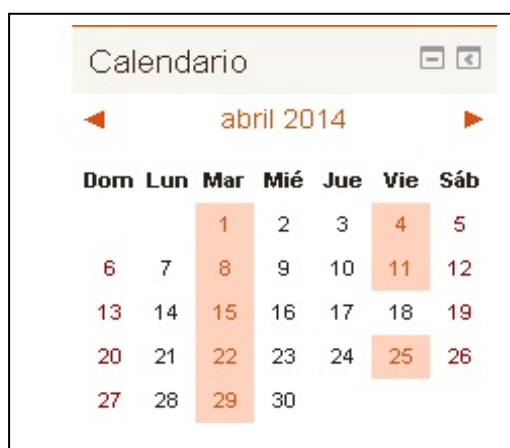 Calendario
abril 2014
Dom Lun Mar Mié Jue Vie Sáb
1 2 3 4 5
6 7 8 9 10 11 12
13 14 15 16 17 18 19
20 21 22 23 24 25 26
27 28 29 30